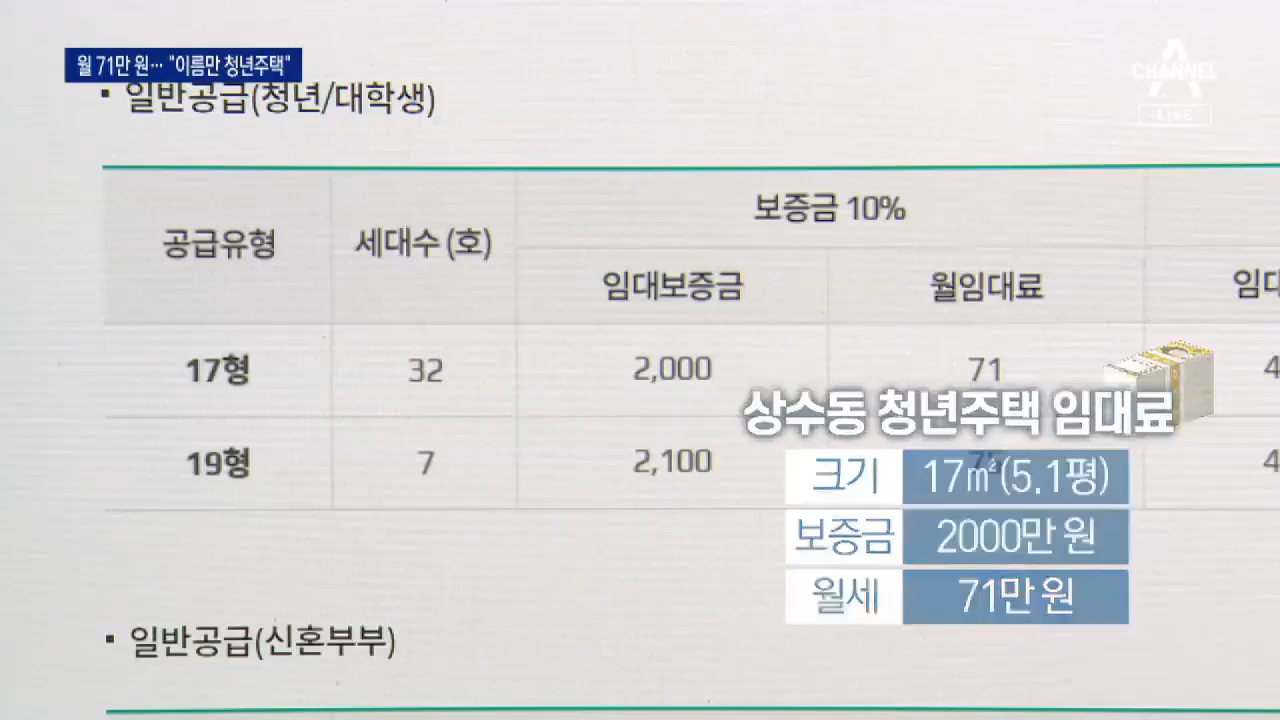 월 71만 원… "이름만 청년주택"
CHANNEL
LIVE
▪ 일반공급(청년/대학생)
보증금 10%
공급유형 세대수 (호)
임대보증금 월임대료
17형 32 2,000 71 4
19형 7 2,100 4
상수동 청년주택 임대료
크기 17㎡(5.1평)
보증금 2000만 원
월세 71만 원
▪ 일반공급(신혼부부)